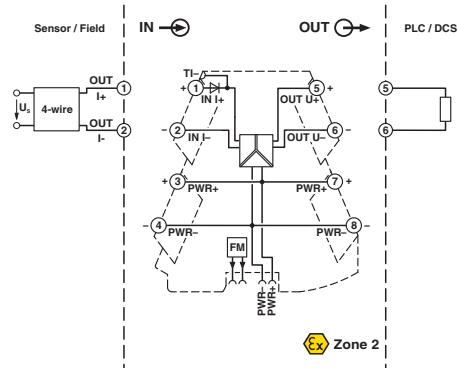 Sensor / Field
IN
OUT
PLC / DCS
TI–
OUT
I+
1
+
1
IN I+
5
+
OUT U+
5
Us
4-wire
OUT
I-
2
–
2
IN I–
OUT U–
6
–
6
+
3
PWR+
PWR+
7
+
–
4
PWR–
PWR–
8
–
FM
PWR–
PWR+
Ex
Zone 2